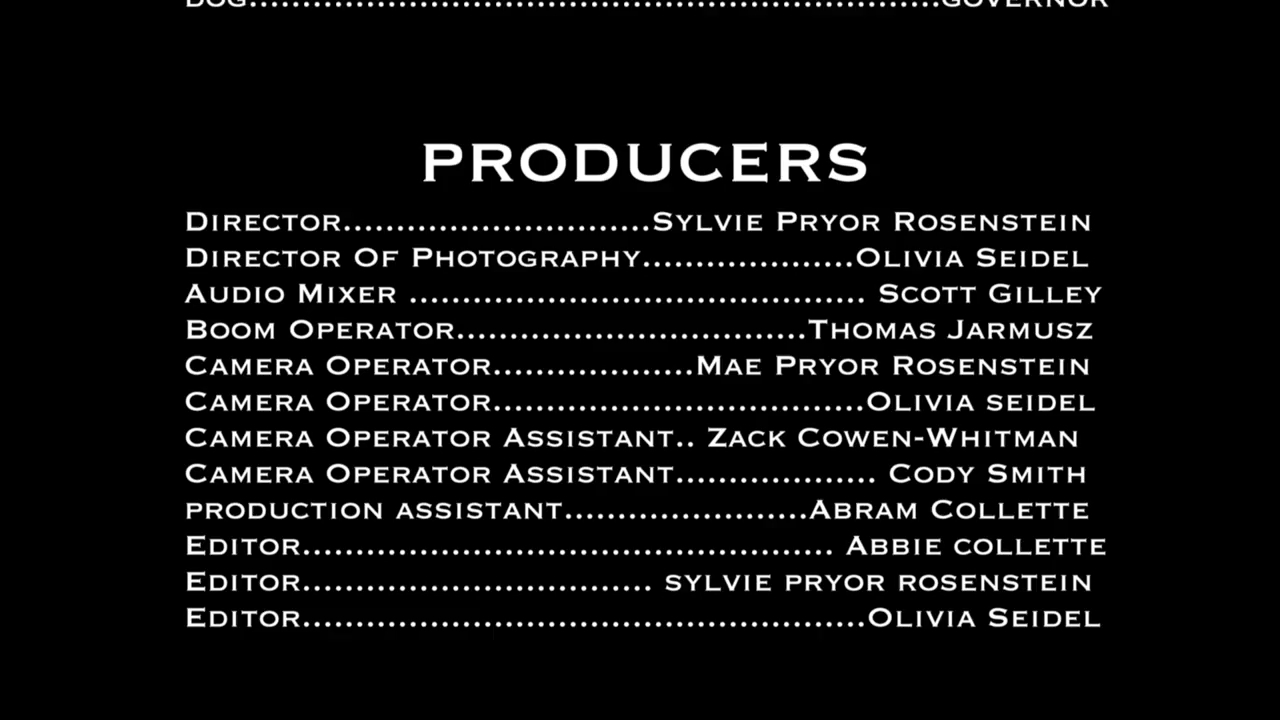 DOG.................................................................GOVERNOR
PRODUCERS
DIRECTOR.............................SYLVIE PRYOR ROSENSTEIN
DIRECTOR OF PHOTOGRAPHY....................OLIVIA SEIDEL
AUDIO MIXER ........................................... SCOTT GILLEY
BOOM OPERATOR.................................THOMAS JARMUSZ
CAMERA OPERATOR...................MAE PRYOR ROSENSTEIN
CAMERA OPERATOR...................................OLIVIA SEIDEL
CAMERA OPERATOR ASSISTANT.. ZACK COWEN-WHITMAN
CAMERA OPERATOR ASSISTANT................... CODY SMITH
PRODUCTION ASSISTANT.......................ABRAM COLLETTE
EDITOR.................................................. ABBIE COLLETTE
EDITOR................................. SYLVIE PRYOR ROSENSTEIN
EDITOR.....................................................OLIVIA SEIDEL